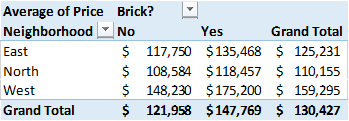 Average of Price Brick?
Neighborhood No Yes Grand Total
East $ 117,750 $135,468 $ 125,231
North $ 108,584 $118,457 $ 110,155
West $ 148,230 $175,200 $ 159,295
Grand Total $ 121,958 $147,769 $ 130,427